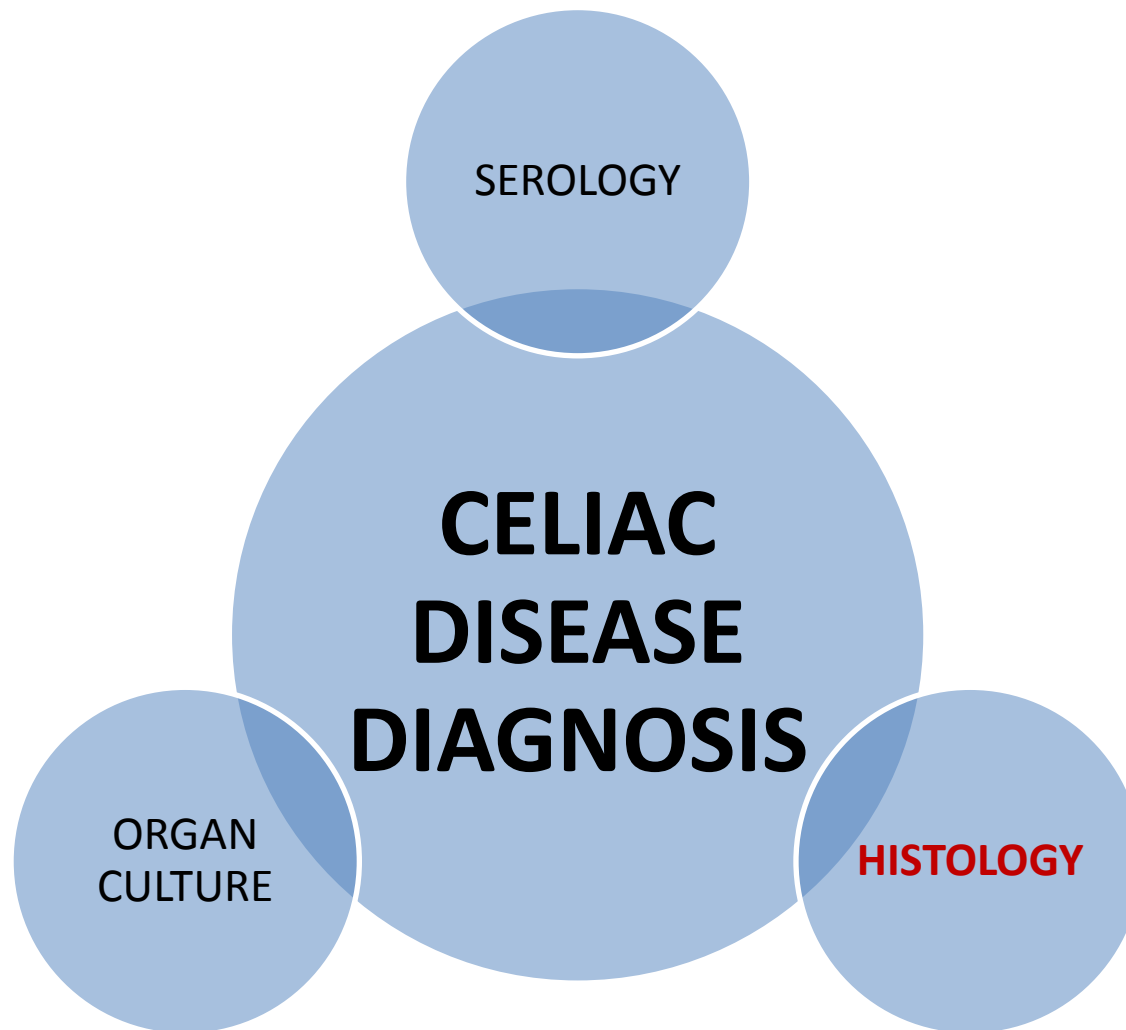 SEROLOGY
CELIAC
DISEASE
DIAGNOSIS
ORGAN
CULTURE
HISTOLOGY